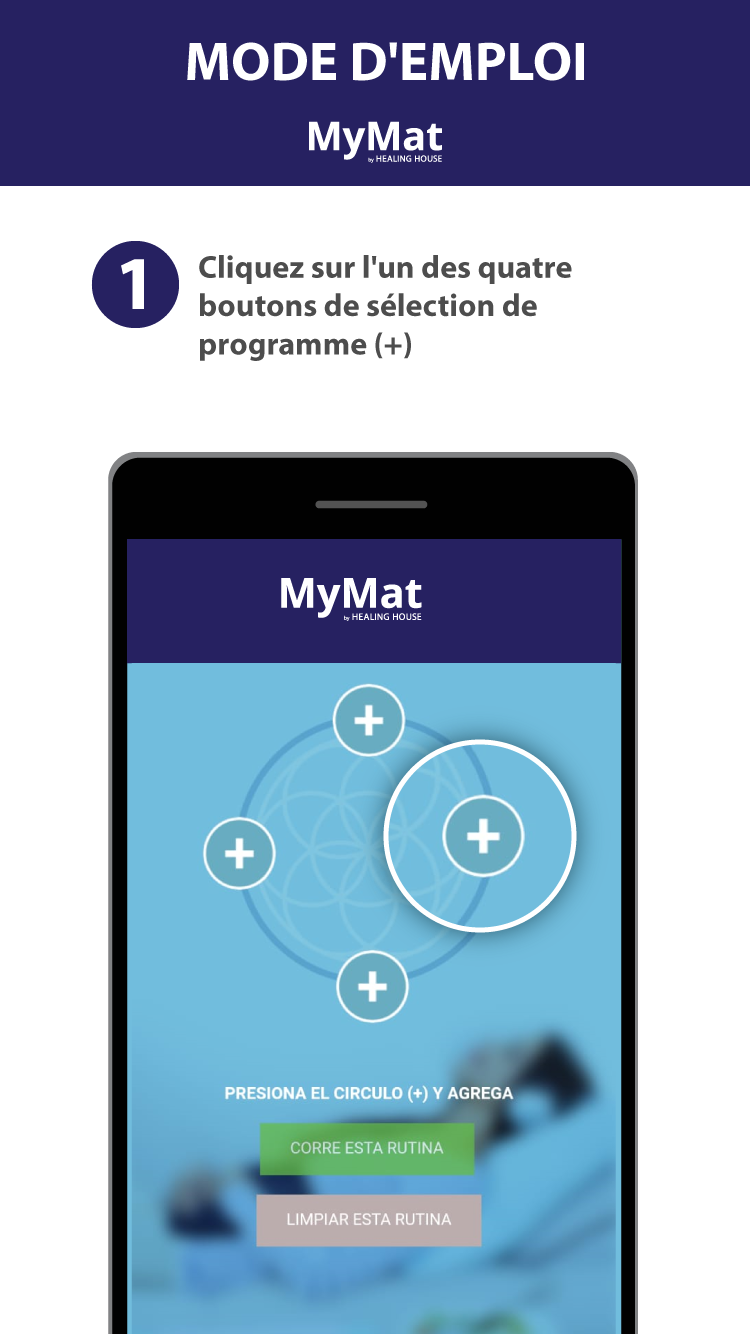 MODE D'EMPLOI
MyMat
by HEALING HOUSE
1
Cliquez sur l'un des quatre
boutons de sélection de
programme (+)
MyMat
by HEALING HOUSE
+
+
+
+
PRESIONA EL CIRCULO (+) Y AGREGA
CORRE ESTA RUTINA
LIMPIAR ESTA RUTINA